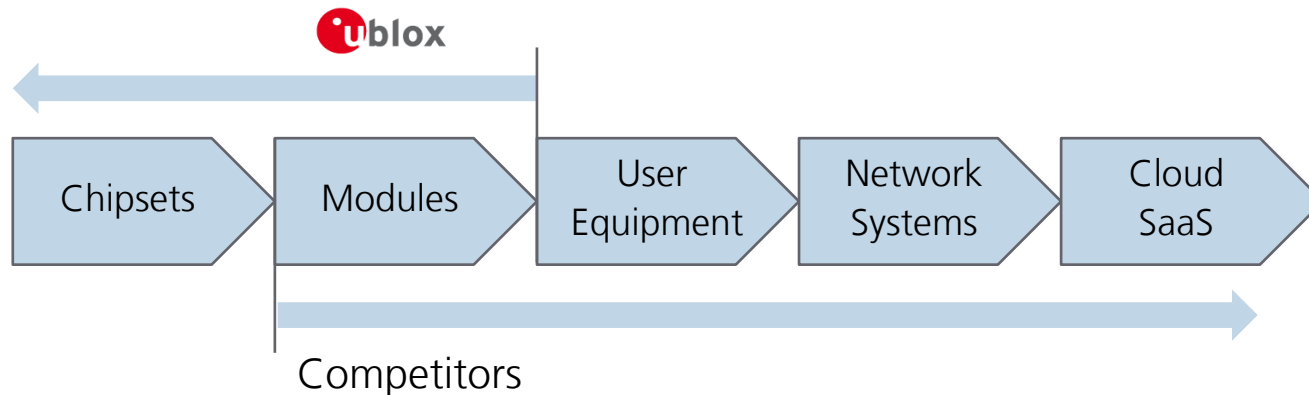 ublox
Chipsets
Modules
User
Equipment
Network
Systems
Cloud
SaaS
Competitors